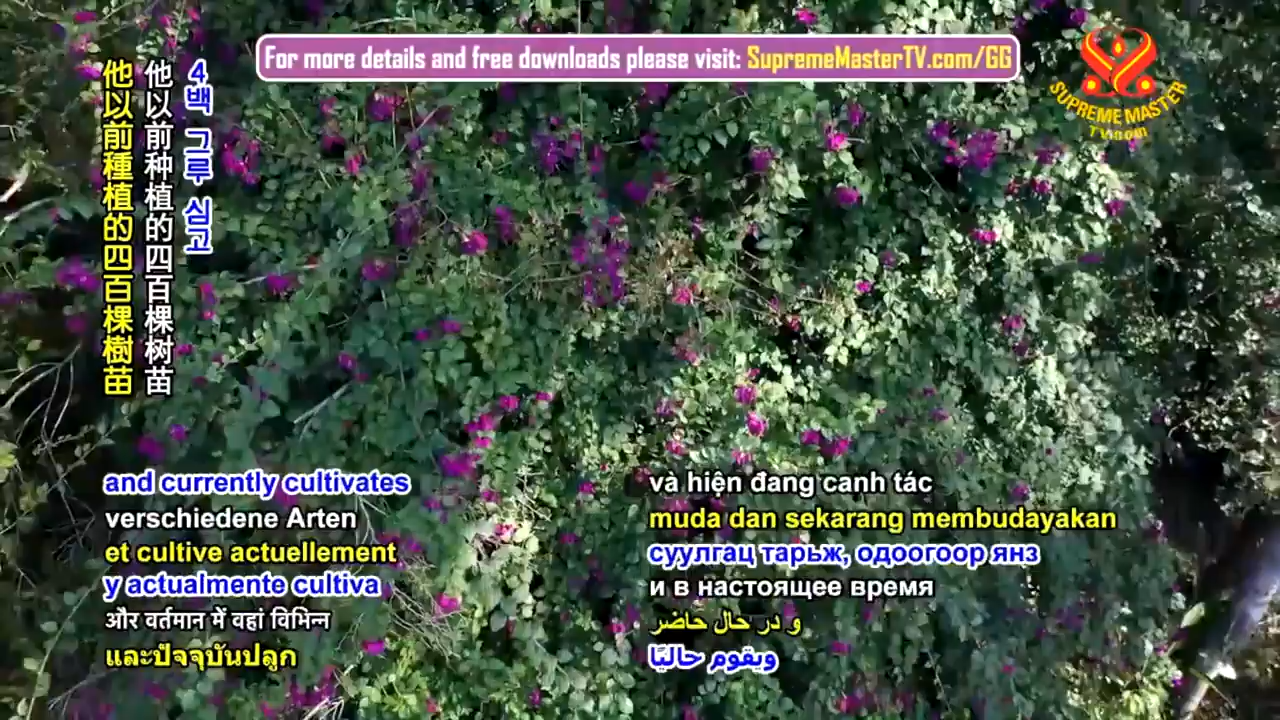 For more details and free downloads please visit: SupremeMasterTV.com/GG
SUPREME MASTER
TV.com
4백 그루 심고
他以前种植的四百棵树苗
他以前種植的四百棵樹苗
and currently cultivates
verschiedene Arten
et cultive actuellement
y actualmente cultiva
और वर्तमान में वहां विभिन्न
และปัจจุบันปลูก
và hiện đang canh tác
muda dan sekarang membudayakan
суулгац тарьж, одоогоор янз
и в настоящее время
و در حال حاضر
ويقوم حاليًا